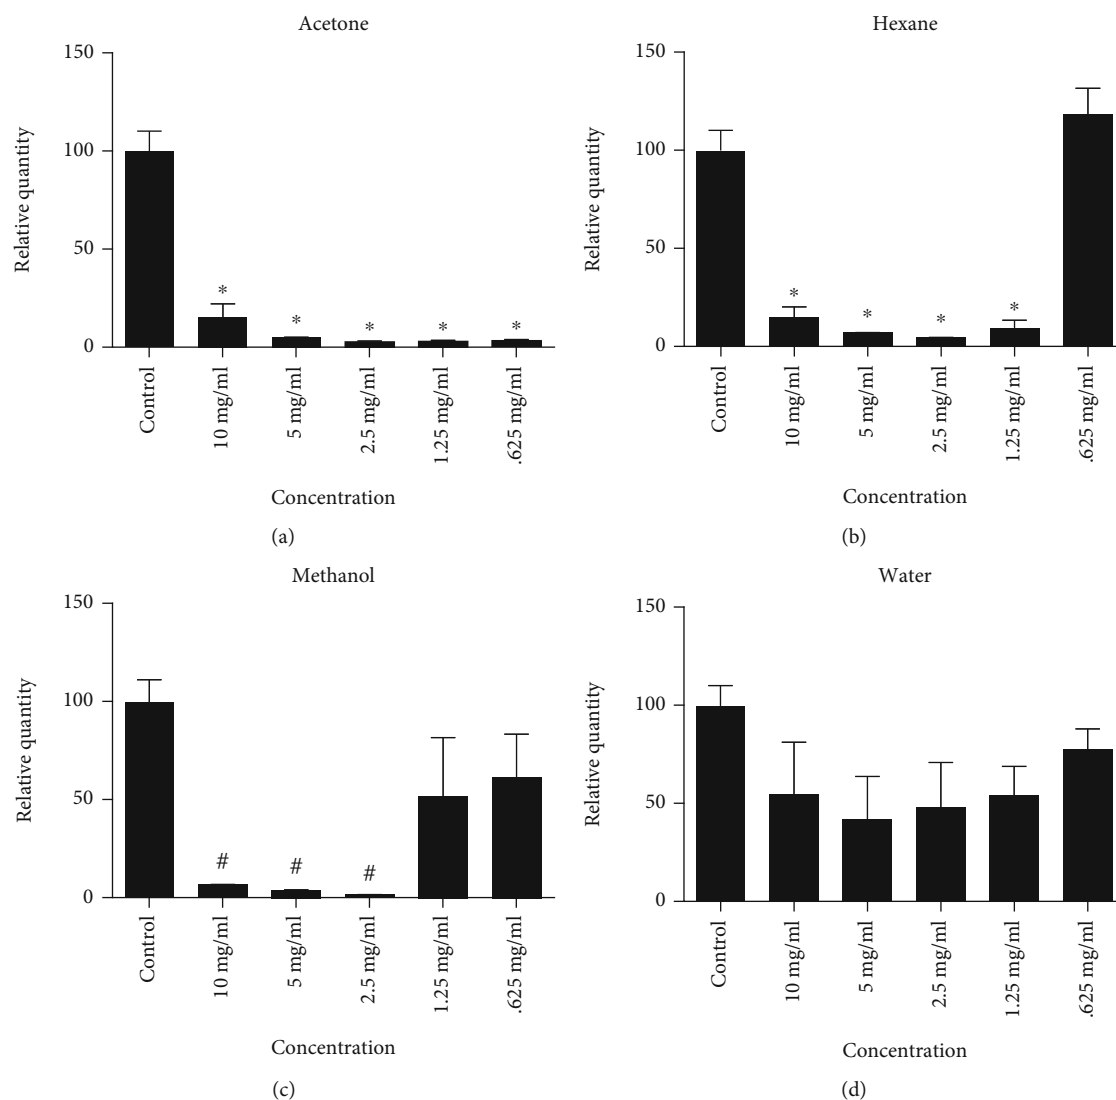 Acetone
Relative quantity
150
100
50
0
*
*
*
*
*
Control
10 mg/ml
5 mg/ml
2.5 mg/ml
1.25 mg/ml
.625 mg/ml
Concentration
(a)
Hexane
Relative quantity
150
100
50
0
*
*
*
*
Control
10 mg/ml
5 mg/ml
2.5 mg/ml
1.25 mg/ml
.625 mg/ml
Concentration
(b)
Methanol
Relative quantity
150
100
50
0
#
#
#
Control
10 mg/ml
5 mg/ml
2.5 mg/ml
1.25 mg/ml
.625 mg/ml
Concentration
(c)
Water
Relative quantity
150
100
50
0
Control
10 mg/ml
5 mg/ml
2.5 mg/ml
1.25 mg/ml
.625 mg/ml
Concentration
(d)